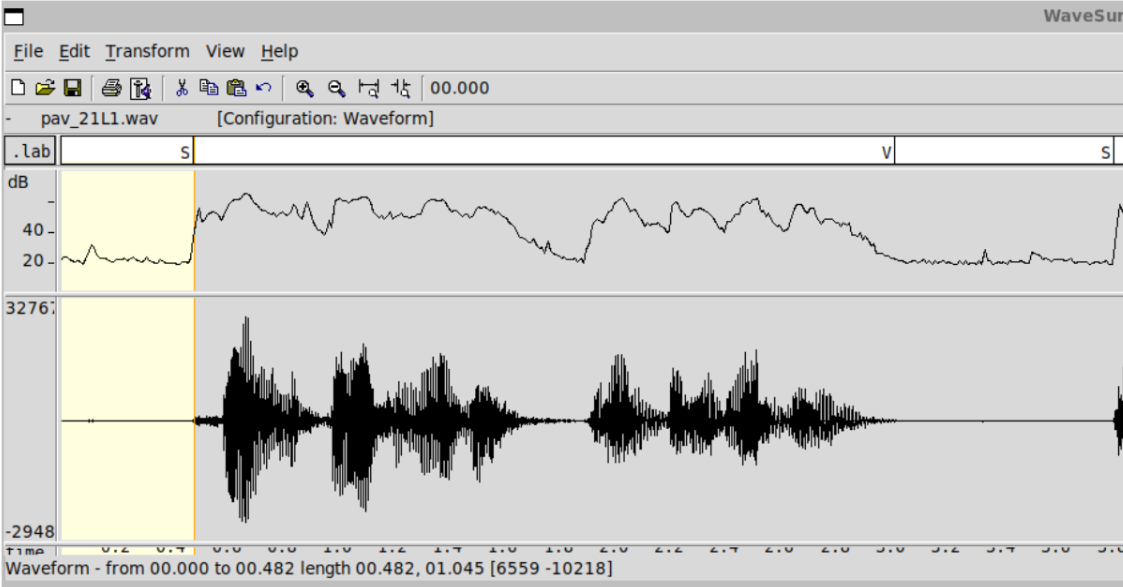 WaveSur
File Edit Transform View Help
00.000
- pav_21L1.wav [Configuration: Waveform]
.lab S V S
dB
40
20
32767
-2948
time 0.2 0.4 0.6 0.8 1.0 1.2 1.4 1.6 1.8 2.0 2.2 2.4 2.6 2.8 3.0 3.2 3.4 3.6 3.8
Waveform - from 00.000 to 00.482 length 00.482, 01.045 [6559 -10218]